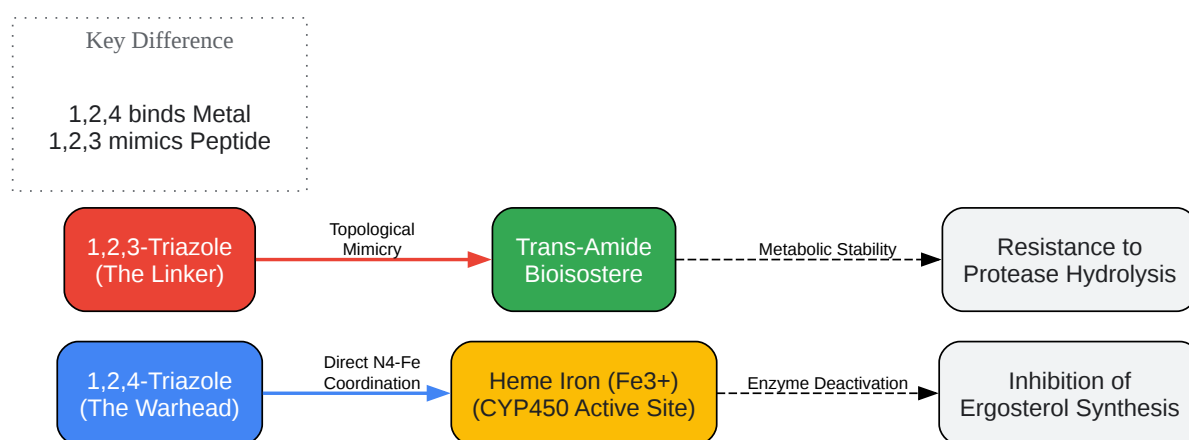 Key Difference
1,2,4 binds Metal
1,2,3 mimics Peptide
1,2,3-Triazole
(The Linker)
Topological
Mimicry
Trans-Amide
Bioisostere
Metabolic Stability
Resistance to
Protease Hydrolysis
1,2,4-Triazole
(The Warhead)
Direct N4-Fe
Coordination
Heme Iron (Fe3+)
(CYP450 Active Site)
Enzyme Deactivation
Inhibition of
Ergosterol Synthesis